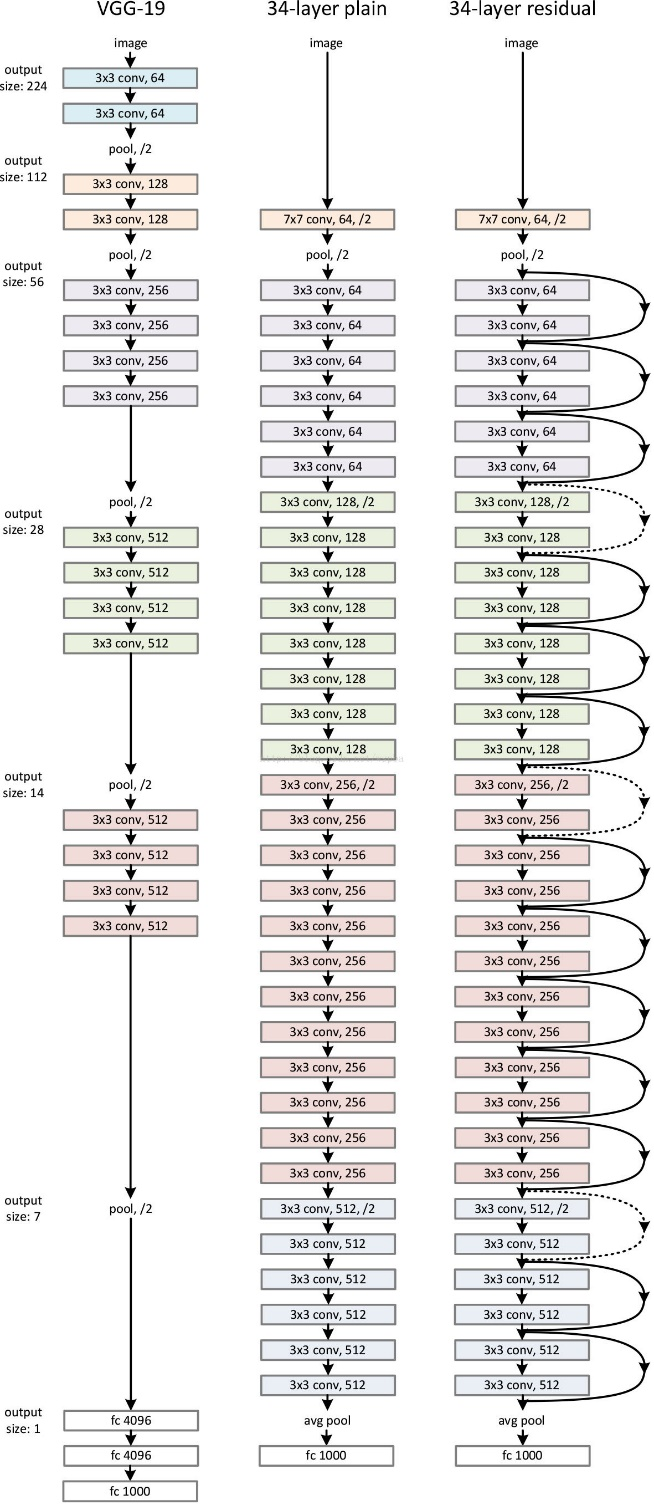 VGG-19
image
output
size: 224
3x3 conv, 64
3x3 conv, 64
pool, /2
output
size: 112
3x3 conv, 128
3x3 conv, 128
pool, /2
output
size: 56
3x3 conv, 256
3x3 conv, 256
3x3 conv, 256
3x3 conv, 256
pool, /2
output
size: 28
3x3 conv, 512
3x3 conv, 512
3x3 conv, 512
3x3 conv, 512
pool, /2
output
size: 14
3x3 conv, 512
3x3 conv, 512
3x3 conv, 512
3x3 conv, 512
output
size: 7
pool, /2
output
size: 1
fc 4096
fc 4096
fc 1000
34-layer plain
image
7x7 conv, 64, /2
pool, /2
3x3 conv, 64
3x3 conv, 64
3x3 conv, 64
3x3 conv, 64
3x3 conv, 64
3x3 conv, 64
3x3 conv, 128, /2
3x3 conv, 128
3x3 conv, 128
3x3 conv, 128
3x3 conv, 128
3x3 conv, 128
3x3 conv, 128
3x3 conv, 128
3x3 conv, 256, /2
3x3 conv, 256
3x3 conv, 256
3x3 conv, 256
3x3 conv, 256
3x3 conv, 256
3x3 conv, 256
3x3 conv, 256
3x3 conv, 256
3x3 conv, 256
3x3 conv, 256
3x3 conv, 256
3x3 conv, 512, /2
3x3 conv, 512
3x3 conv, 512
3x3 conv, 512
3x3 conv, 512
3x3 conv, 512
avg pool
fc 1000
34-layer residual
image
7x7 conv, 64, /2
pool, /2
3x3 conv, 64
3x3 conv, 64
3x3 conv, 64
3x3 conv, 64
3x3 conv, 64
3x3 conv, 64
3x3 conv, 128, /2
3x3 conv, 128
3x3 conv, 128
3x3 conv, 128
3x3 conv, 128
3x3 conv, 128
3x3 conv, 128
3x3 conv, 128
3x3 conv, 256, /2
3x3 conv, 256
3x3 conv, 256
3x3 conv, 256
3x3 conv, 256
3x3 conv, 256
3x3 conv, 256
3x3 conv, 256
3x3 conv, 256
3x3 conv, 256
3x3 conv, 256
3x3 conv, 256
3x3 conv, 512, /2
3x3 conv, 512
3x3 conv, 512
3x3 conv, 512
3x3 conv, 512
3x3 conv, 512
avg pool
fc 1000